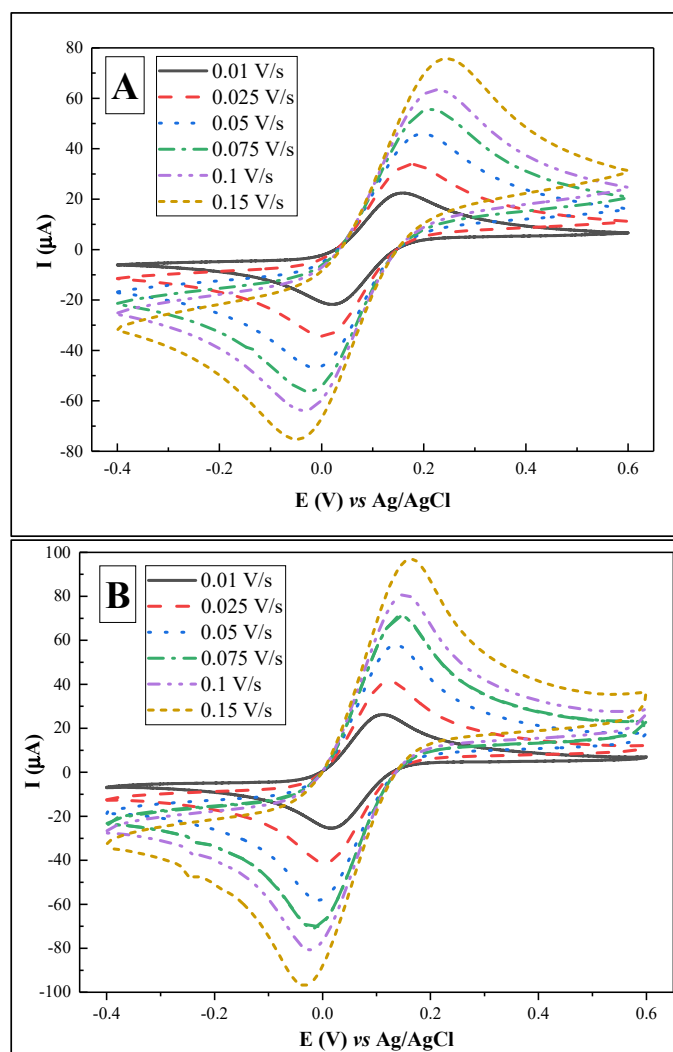 A
0.01 V/s
0.025 V/s
0.05 V/s
0.075 V/s
0.1 V/s
0.15 V/s
80
60
40
20
0
-20
-40
-60
-80
I (μA)
-0.4 -0.2 0.0 0.2 0.4 0.6
E (V) vs Ag/AgCl
B
0.01 V/s
0.025 V/s
0.05 V/s
0.075 V/s
0.1 V/s
0.15 V/s
100
80
60
40
20
0
-20
-40
-60
-80
-100
I (μA)
-0.4 -0.2 0.0 0.2 0.4 0.6
E (V) vs Ag/AgCl